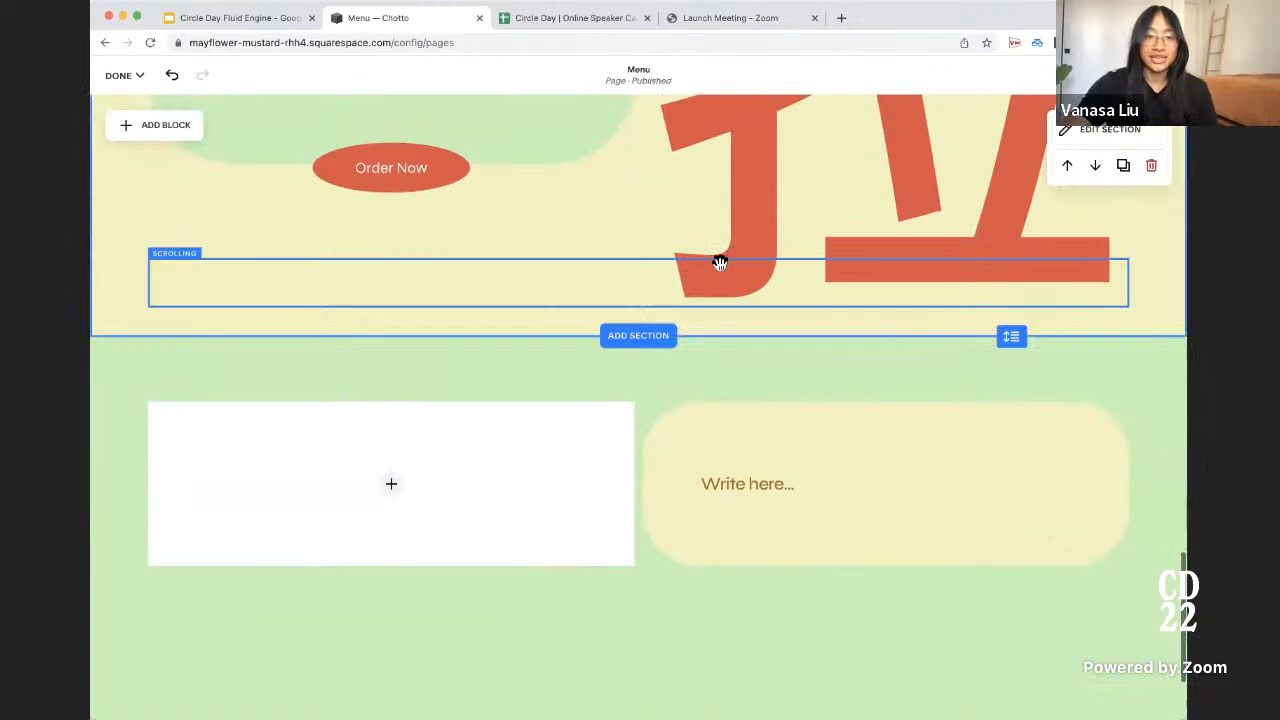 Circle Day Fluid Engine - Goog
Menu — Chotto
Circle Day | Online Speaker Ca
Launch Meeting - Zoom
mayflower-mustard-rhh4.squarespace.com/config/pages
DONE
Menu
Page · Published
Vanasa Liu
ADD BLOCK
EDIT SECTION
Order Now
SCROLLING
ADD SECTION
Write here...
CD
22
Powered by Zoom